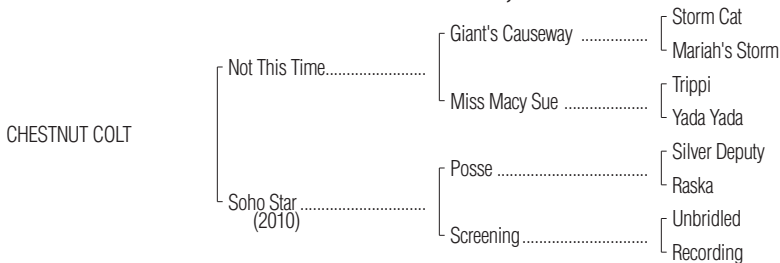 Storm Cat
Giant's Causeway ................
Mariah's Storm
Not This Time........................
Trippi
Miss Macy Sue ....................
Yada Yada
CHESTNUT COLT
Silver Deputy
Posse ....................................
Raska
Soho Star ..............................
(2010)
Unbridled
Screening..............................
Recording